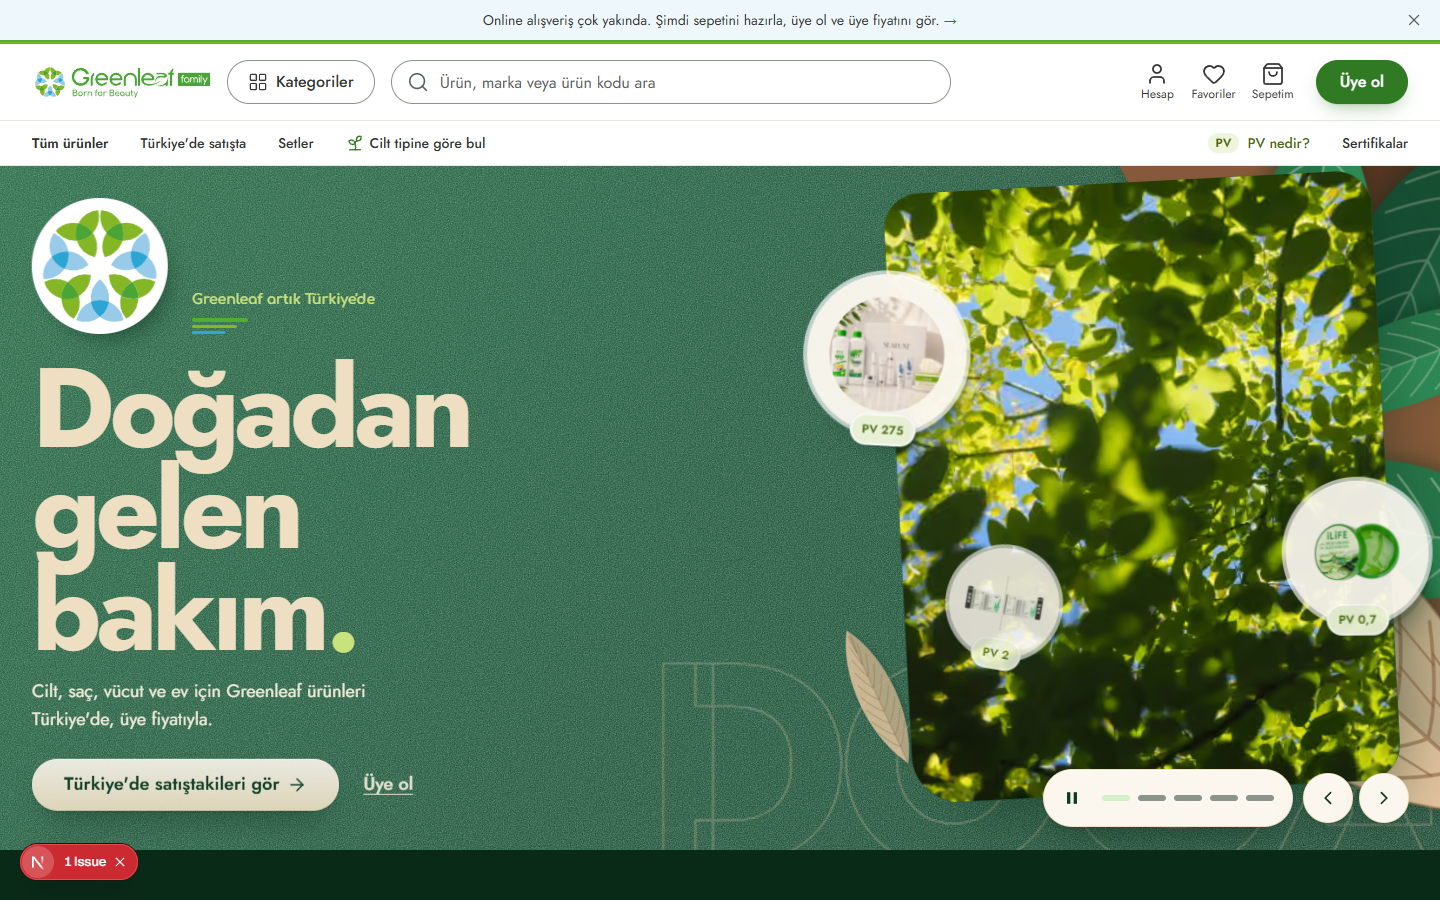 Online alışveriş çok yakında. Şimdi sepetini hazırla, üye ol ve üye fiyatını gör. →
Greenleaf family
Born for Beauty
Kategoriler
Ürün, marka veya ürün kodu ara
Hesap
Favoriler
Sepetim
Üye ol
Tüm ürünler
Türkiye'de satışta
Setler
Cilt tipine göre bul
PV
PV nedir?
Sertifikalar
Greenleaf artık Türkiye'de
Doğadan
gelen
bakım.
Cilt, saç, vücut ve ev için Greenleaf ürünleri
Türkiye'de, üye fiyatıyla.
Türkiye'de satıştakileri gör →
Üye ol
PV 275
PV 2
iLiFE
PV 0,7
N
1 Issue